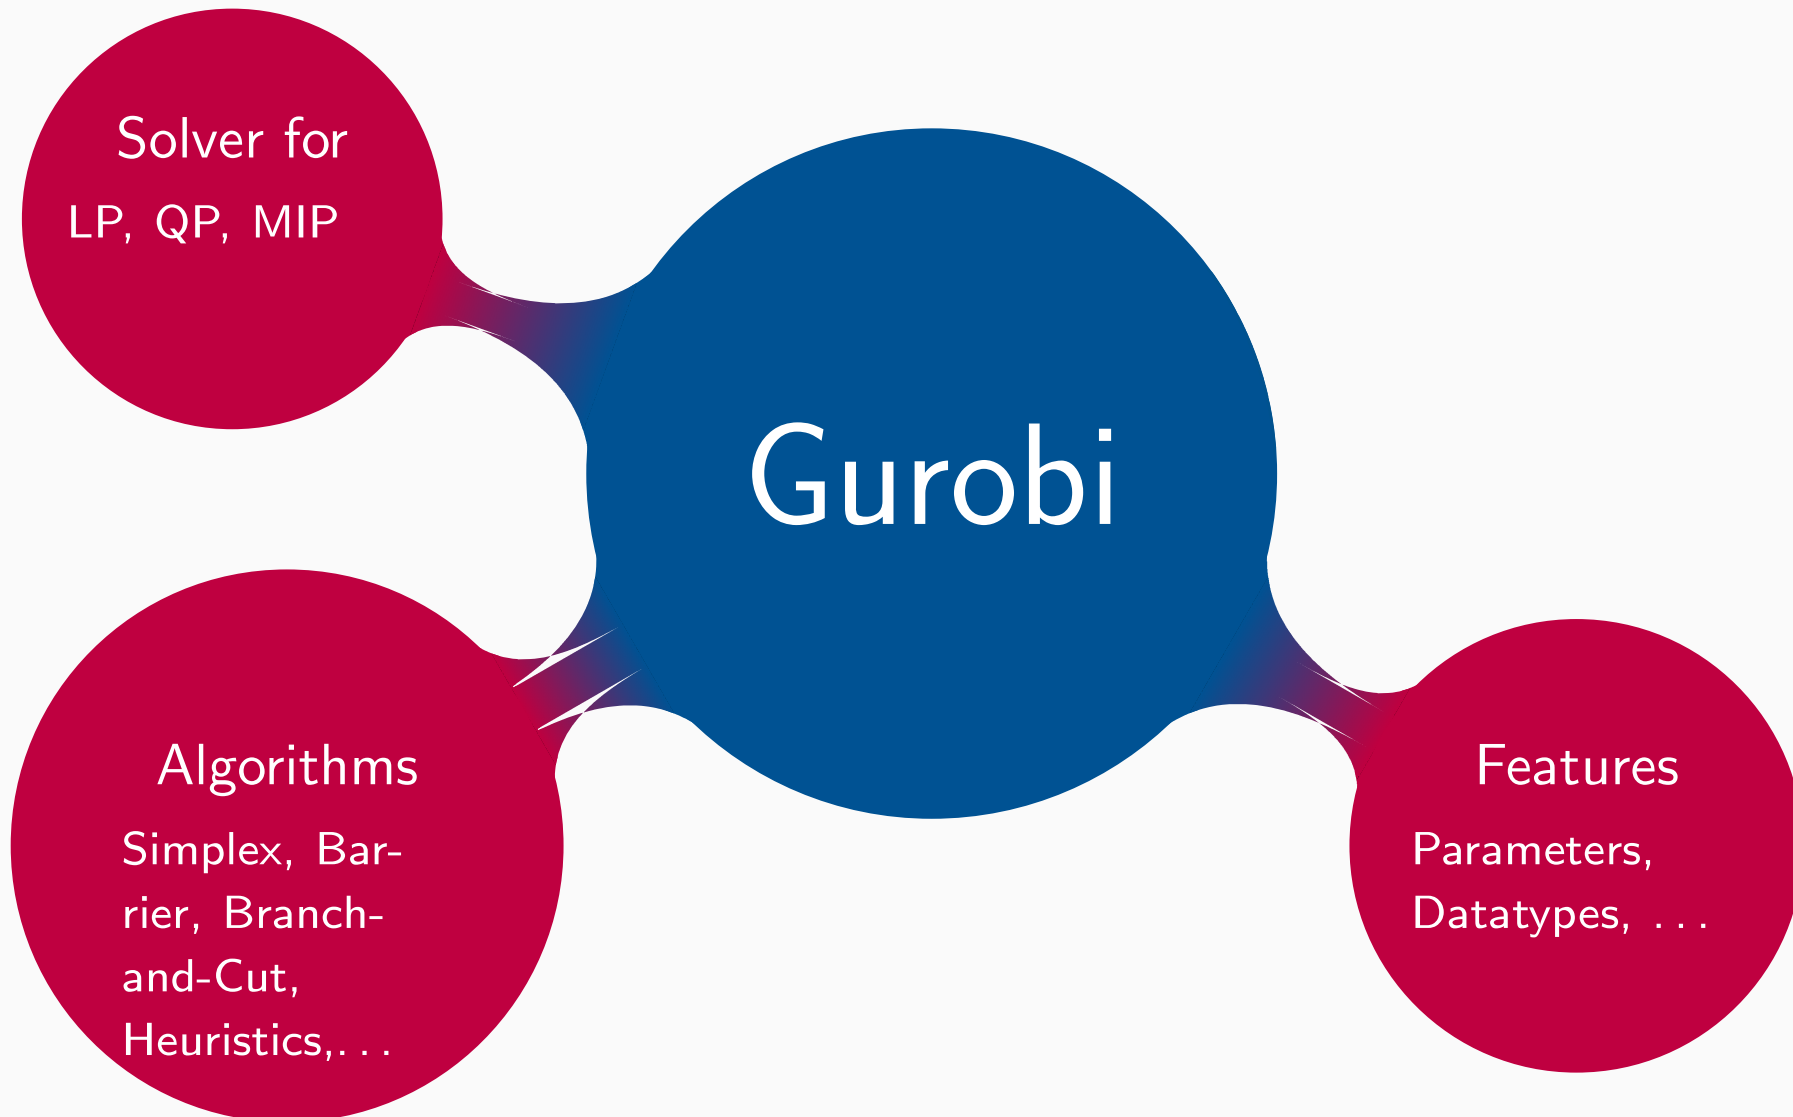 Solver for
LP, QP, MIP
Gurobi
Algorithms
Simplex, Bar-
rier, Branch-
and-Cut,
Heuristics,...
Features
Parameters,
Datatypes, ...